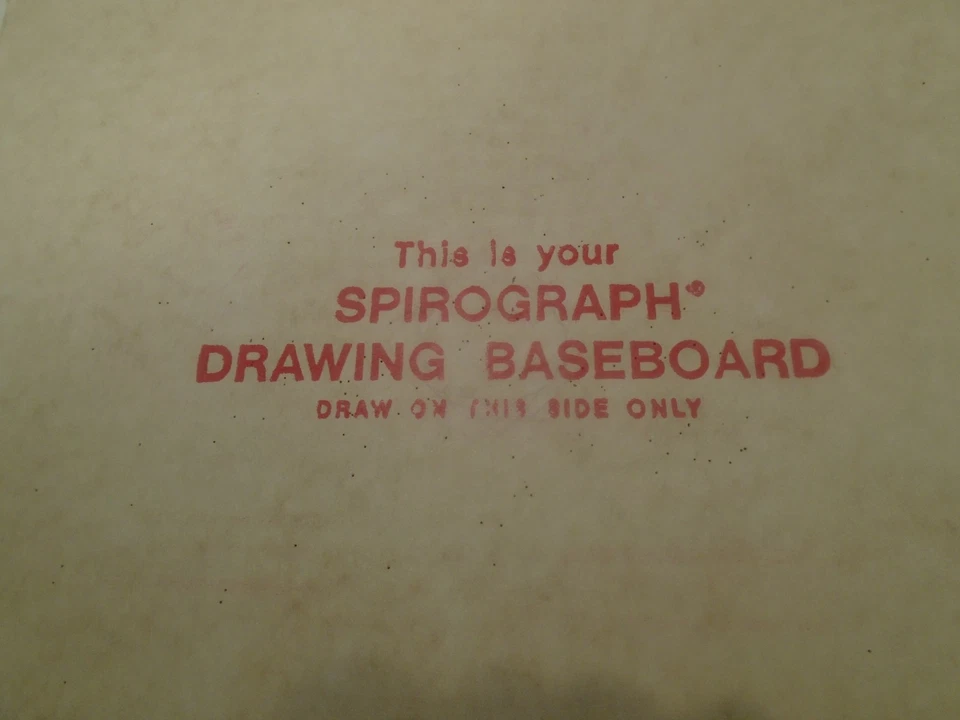 This is your
SPIROGRAPH®
DRAWING BASEBOARD
DRAW ON THIS SIDE ONLY